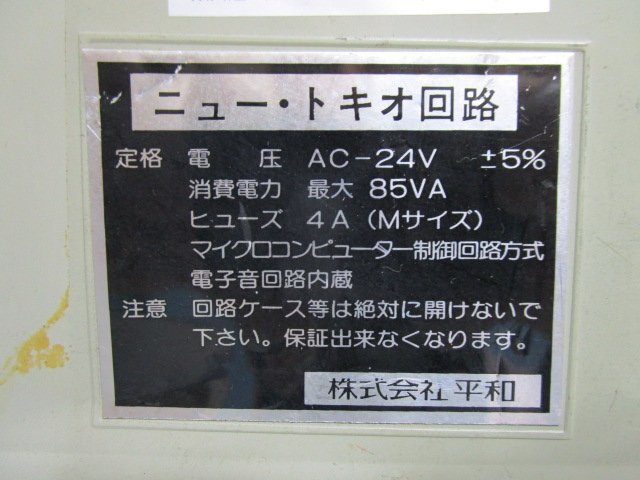 ニュー・トキオ回路
定格 電 圧 AC-24V ±5%
消費電力 最大 85VA
ヒューズ 4A (Mサイズ)
マイクロコンピューター制御回路方式
電子音回路内蔵
注意 回路ケース等は絶対に開けないで
下さい。保証出来なくなります。
株式会社平和